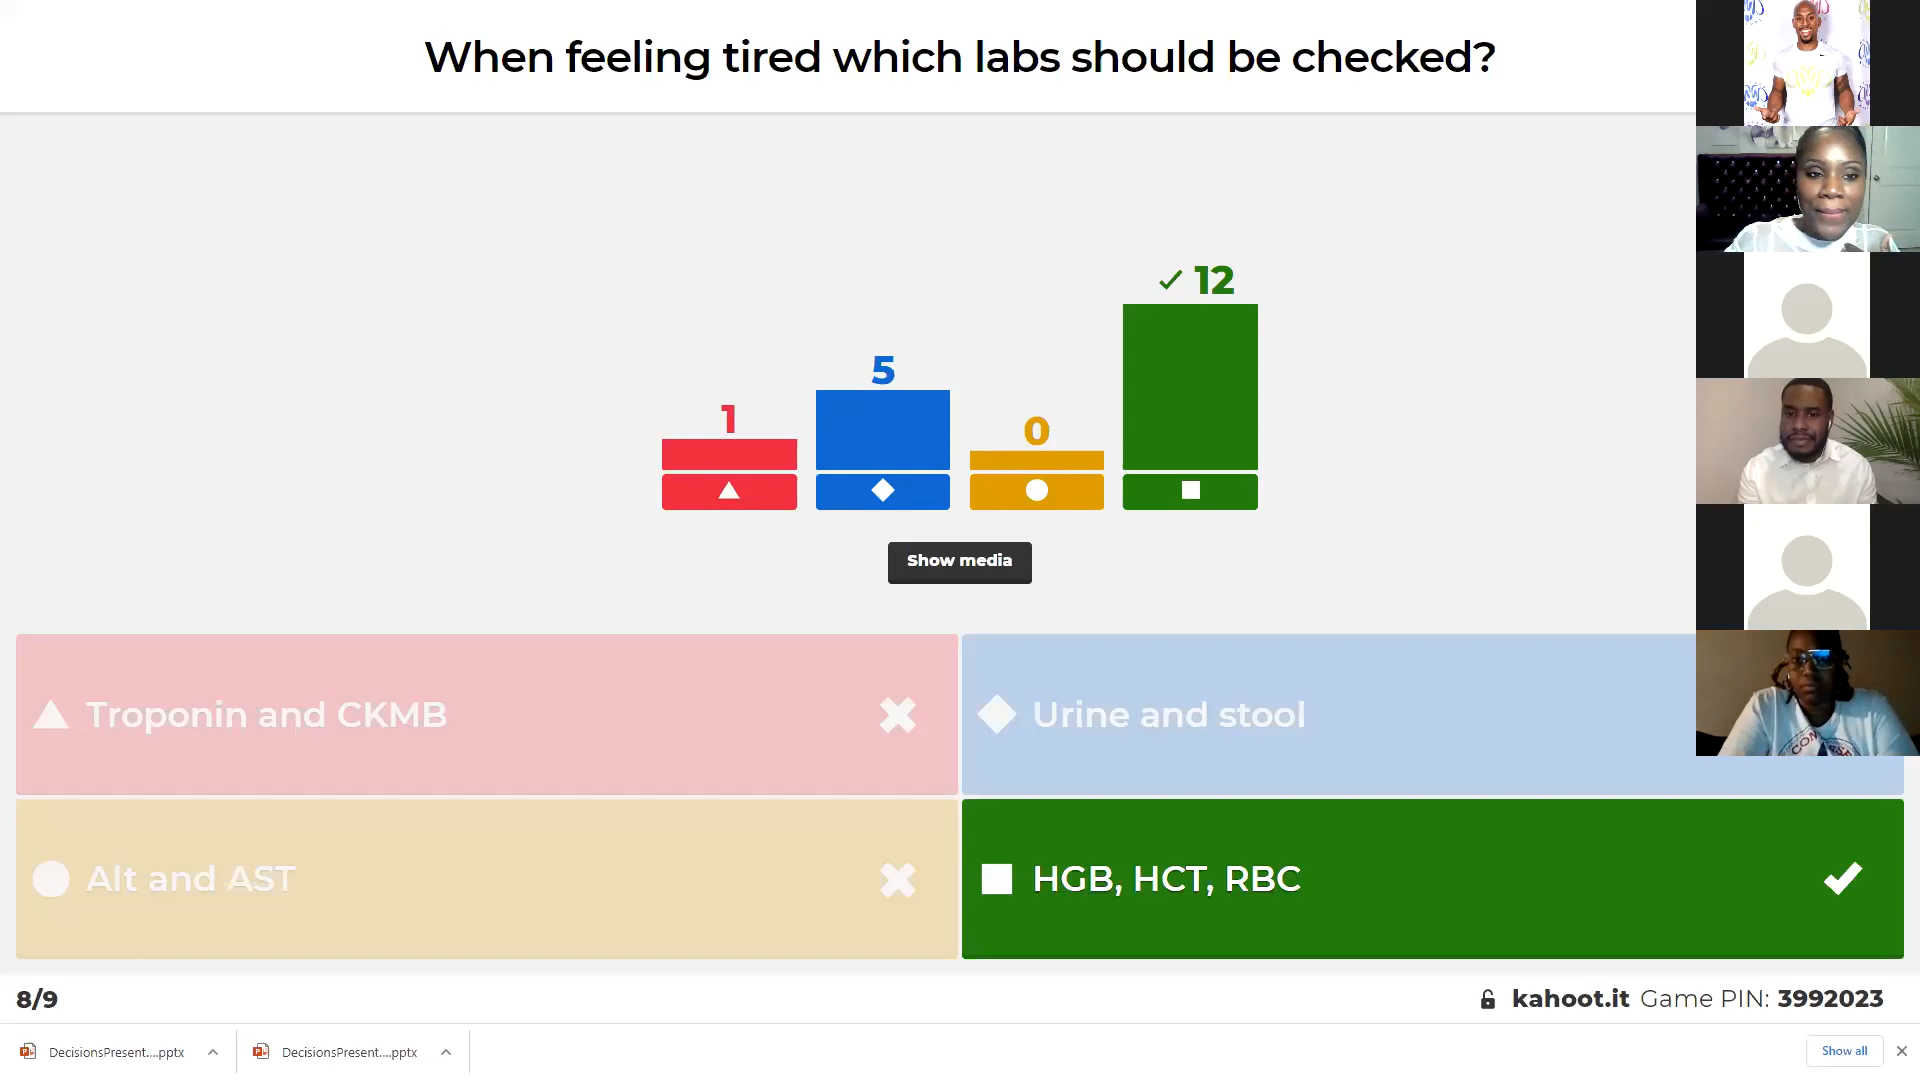 When feeling tired which labs should be checked?
12
5
1
0
Show media
Troponin and CKMB
Urine and stool
Alt and AST
HGB, HCT, RBC
8/9
kahoot.it Game PIN: 3992023
DecisionsPresent....pptx
DecisionsPresent....pptx
Show all